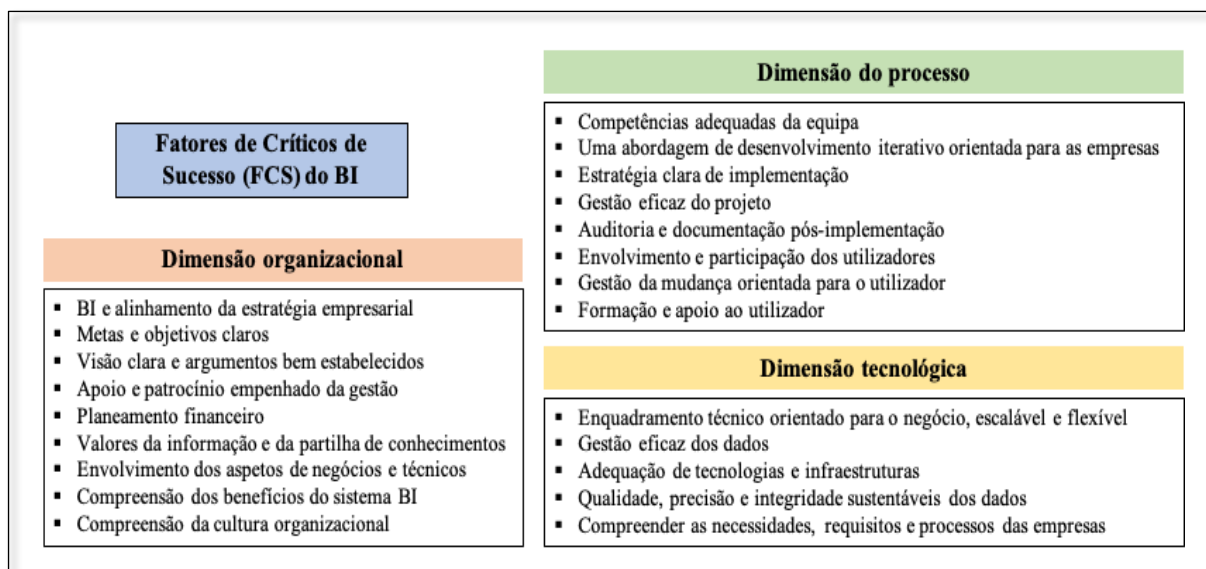 Fatores de Críticos de
Sucesso (FCS) do BI
Dimensão organizacional
▪ BI e alinhamento da estratégia empresarial
▪ Metas e objetivos claros
▪ Visão clara e argumentos bem estabelecidos
▪ Apoio e patrocínio empenhado da gestão
▪ Planeamento financeiro
▪ Valores da informação e da partilha de conhecimentos
▪ Envolvimento dos aspetos de negócios e técnicos
▪ Compreensão dos benefícios do sistema BI
▪ Compreensão da cultura organizacional
Dimensão do processo
▪ Competências adequadas da equipa
▪ Uma abordagem de desenvolvimento iterativo orientada para as empresas
▪ Estratégia clara de implementação
▪ Gestão eficaz do projeto
▪ Auditoria e documentação pós-implementação
▪ Envolvimento e participação dos utilizadores
▪ Gestão da mudança orientada para o utilizador
▪ Formação e apoio ao utilizador
Dimensão tecnológica
▪ Enquadramento técnico orientado para o negócio, escalável e flexível
▪ Gestão eficaz dos dados
▪ Adequação de tecnologias e infraestruturas
▪ Qualidade, precisão e integridade sustentáveis dos dados
▪ Compreender as necessidades, requisitos e processos das empresas